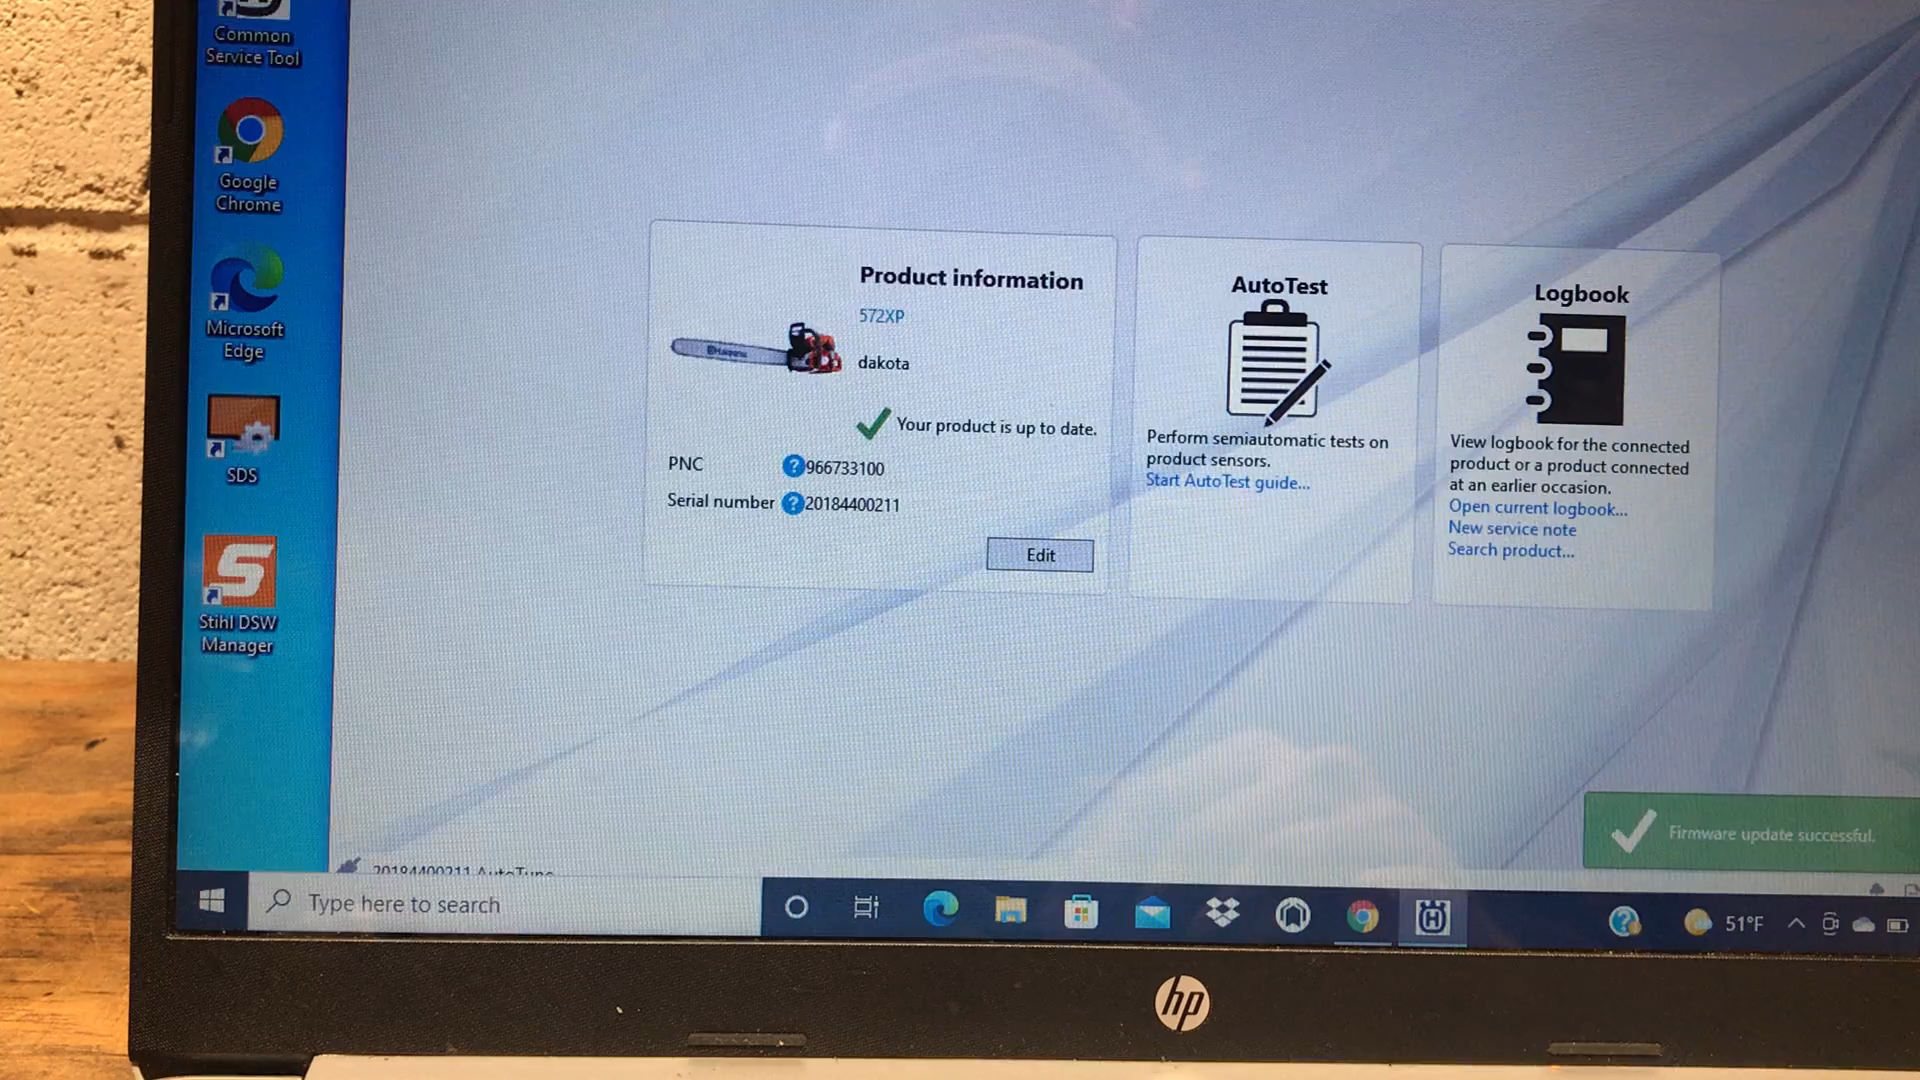 Common
Service Tool
Google
Chrome
Microsoft
Edge
SDS
Stihl DSW
Manager
Product information
572XP
Husqvarna
dakota
Your product is up to date.
PNC
?
966733100
Serial number
?
20184400211
Edit
AutoTest
Perform semiautomatic tests on
product sensors.
Start AutoTest guide...
Logbook
View logbook for the connected
product or a product connected
at an earlier occasion.
Open current logbook...
New service note
Search product...
Firmware update successful.
20184400211 AutoTune
Type here to search
51°F
hp